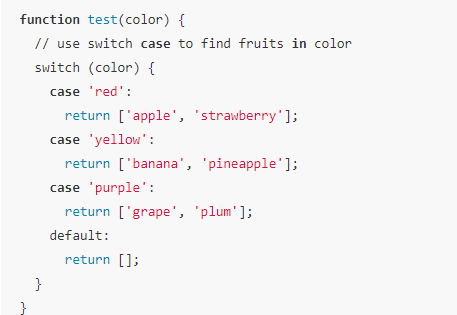 function test(color) {
  // use switch case to find fruits in color
  switch (color) {
    case 'red':
      return ['apple', 'strawberry'];
    case 'yellow':
      return ['banana', 'pineapple'];
    case 'purple':
      return ['grape', 'plum'];
    default:
      return [];
  }
}